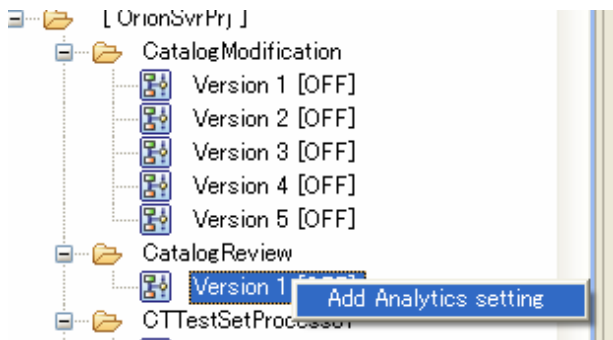 [ OrionSvrPrj ]
CatalogModification
Version 1 [OFF]
Version 2 [OFF]
Version 3 [OFF]
Version 4 [OFF]
Version 5 [OFF]
CatalogReview
Version 1
Add Analytics setting